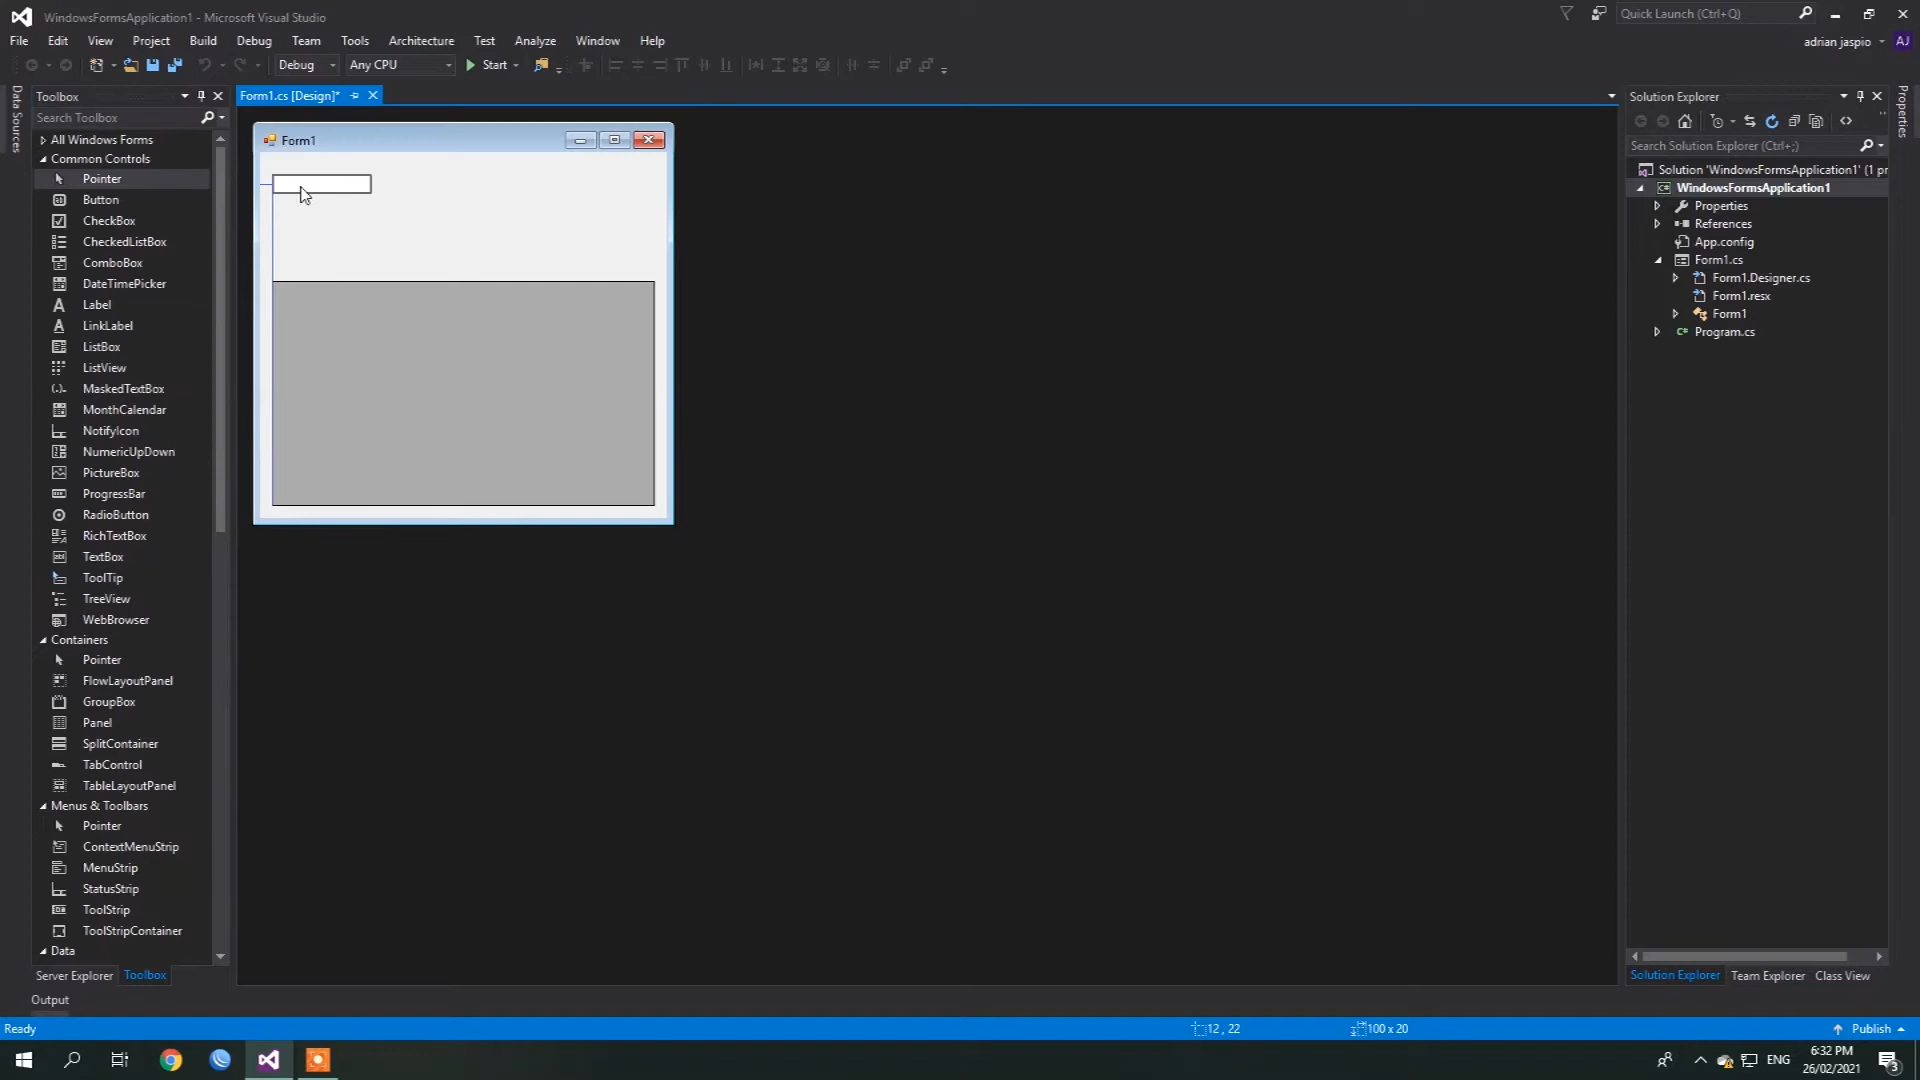 WindowsFormsApplication1 - Microsoft Visual Studio
Quick Launch (Ctrl+Q)
File Edit View Project Build Debug Team Tools Architecture Test Analyze Window Help
adrian jaspio AJ
Debug Any CPU Start
Data Sources
Toolbox
Search Toolbox
All Windows Forms
Common Controls
Pointer
Button
CheckBox
CheckedListBox
ComboBox
DateTimePicker
Label
LinkLabel
ListBox
ListView
MaskedTextBox
MonthCalendar
NotifyIcon
NumericUpDown
PictureBox
ProgressBar
RadioButton
RichTextBox
TextBox
ToolTip
TreeView
WebBrowser
Containers
Pointer
FlowLayoutPanel
GroupBox
Panel
SplitContainer
TabControl
TableLayoutPanel
Menus & Toolbars
Pointer
ContextMenuStrip
MenuStrip
StatusStrip
ToolStrip
ToolStripContainer
Data
Server Explorer Toolbox
Form1.cs [Design]*
Form1
Solution Explorer
Search Solution Explorer (Ctrl+;)
Solution 'WindowsFormsApplication1' (1 pr
WindowsFormsApplication1
Properties
References
App.config
Form1.cs
Form1.Designer.cs
Form1.resx
Form1
Program.cs
Solution Explorer Team Explorer Class View
Properties
Output
Ready 12 , 22 100 x 20 Publish
ENG
6:32 PM
26/02/2021
3